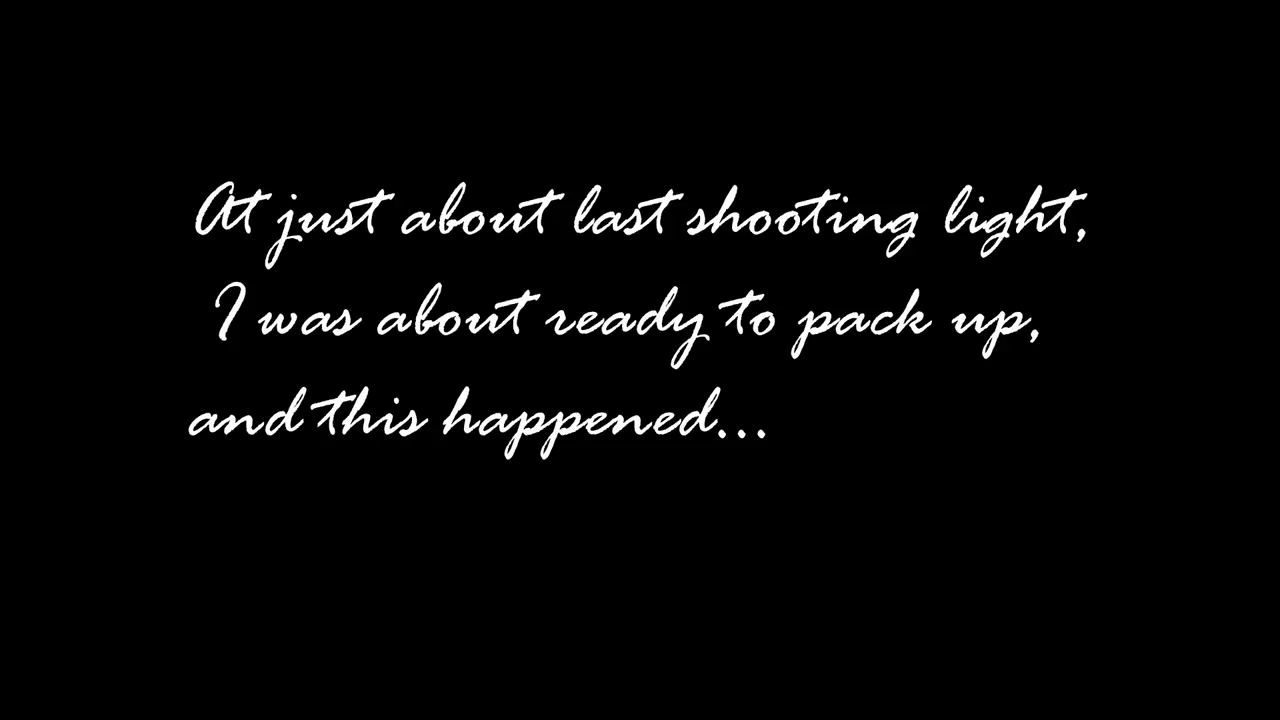 At just about last shooting light,
I was about ready to pack up,
and this happened...